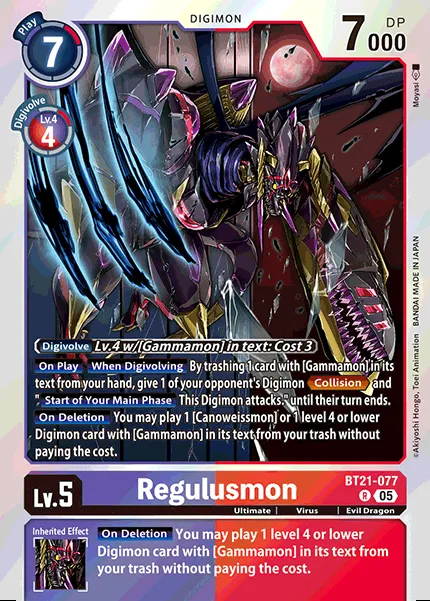 DIGIMON
Play
7
7000
DP
Digivolve
Lv.4
4
Moyasi
Digivolve Lv.4 w/[Gammamon] in text: Cost 3
On Play When Digivolving By trashing 1 card with [Gammamon] in its
text from your hand, give 1 of your opponent's Digimon Collision and
" Start of Your Main Phase This Digimon attacks." until their turn ends.
On Deletion You may play 1 [Canoweissmon] or 1 level 4 or lower
Digimon card with [Gammamon] in its text from your trash without
paying the cost.
©Akiyoshi Hongo, Toei Animation BANDAI MADE IN JAPAN
Lv.5
Regulusmon
BT21-077
R 05
Ultimate | Virus | Evil Dragon
Inherited Effect
On Deletion You may play 1 level 4 or lower
Digimon card with [Gammamon] in its text from
your trash without paying the cost.